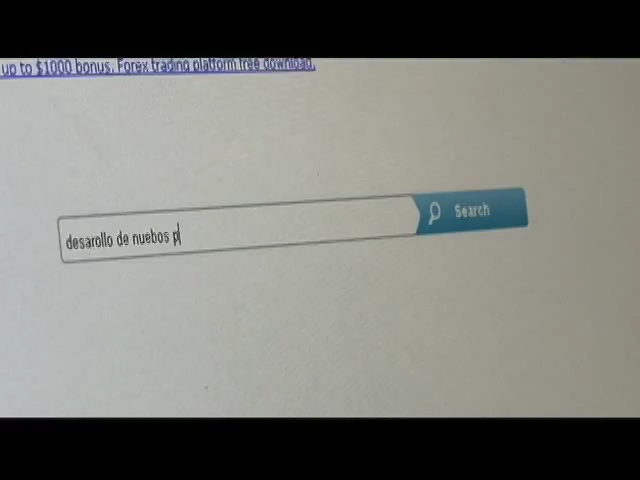 up to $1000 bonus. Forex trading platform free download.
desarollo de nuebos p
Search